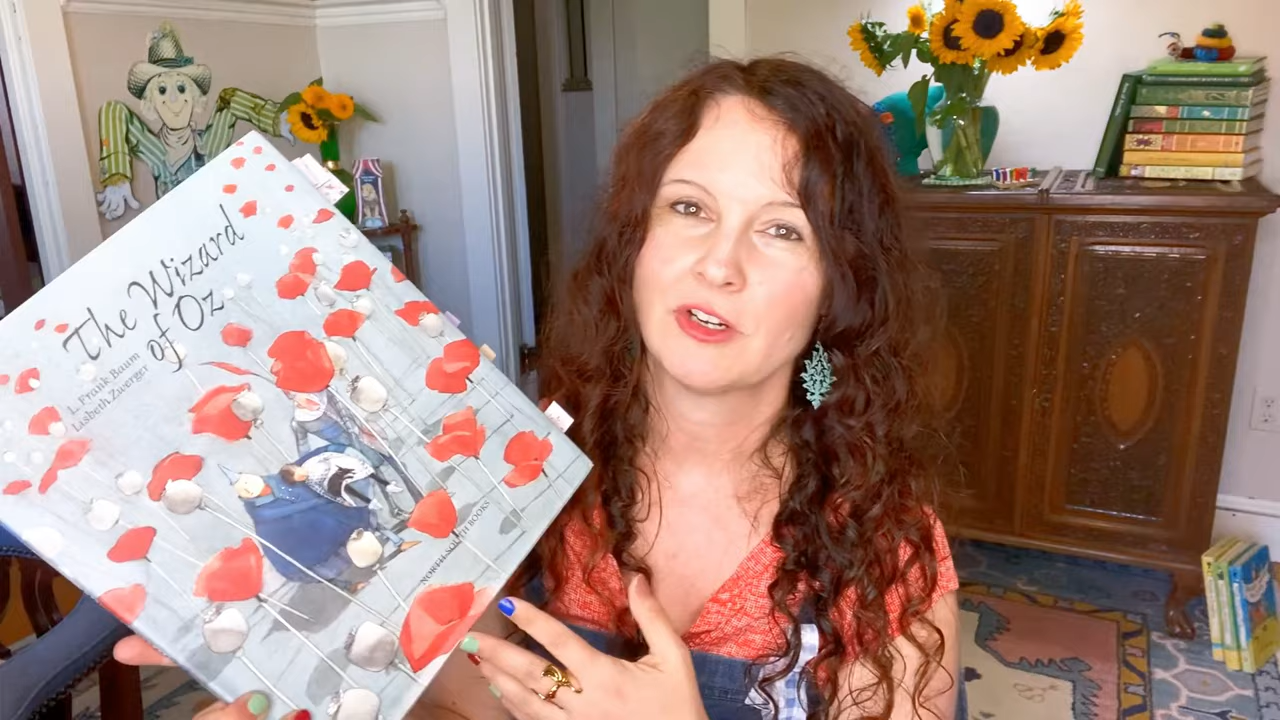 The Wizard
of Oz
L. Frank Baum
Lisbeth Zwerger
NORTH-SOUTH BOOKS